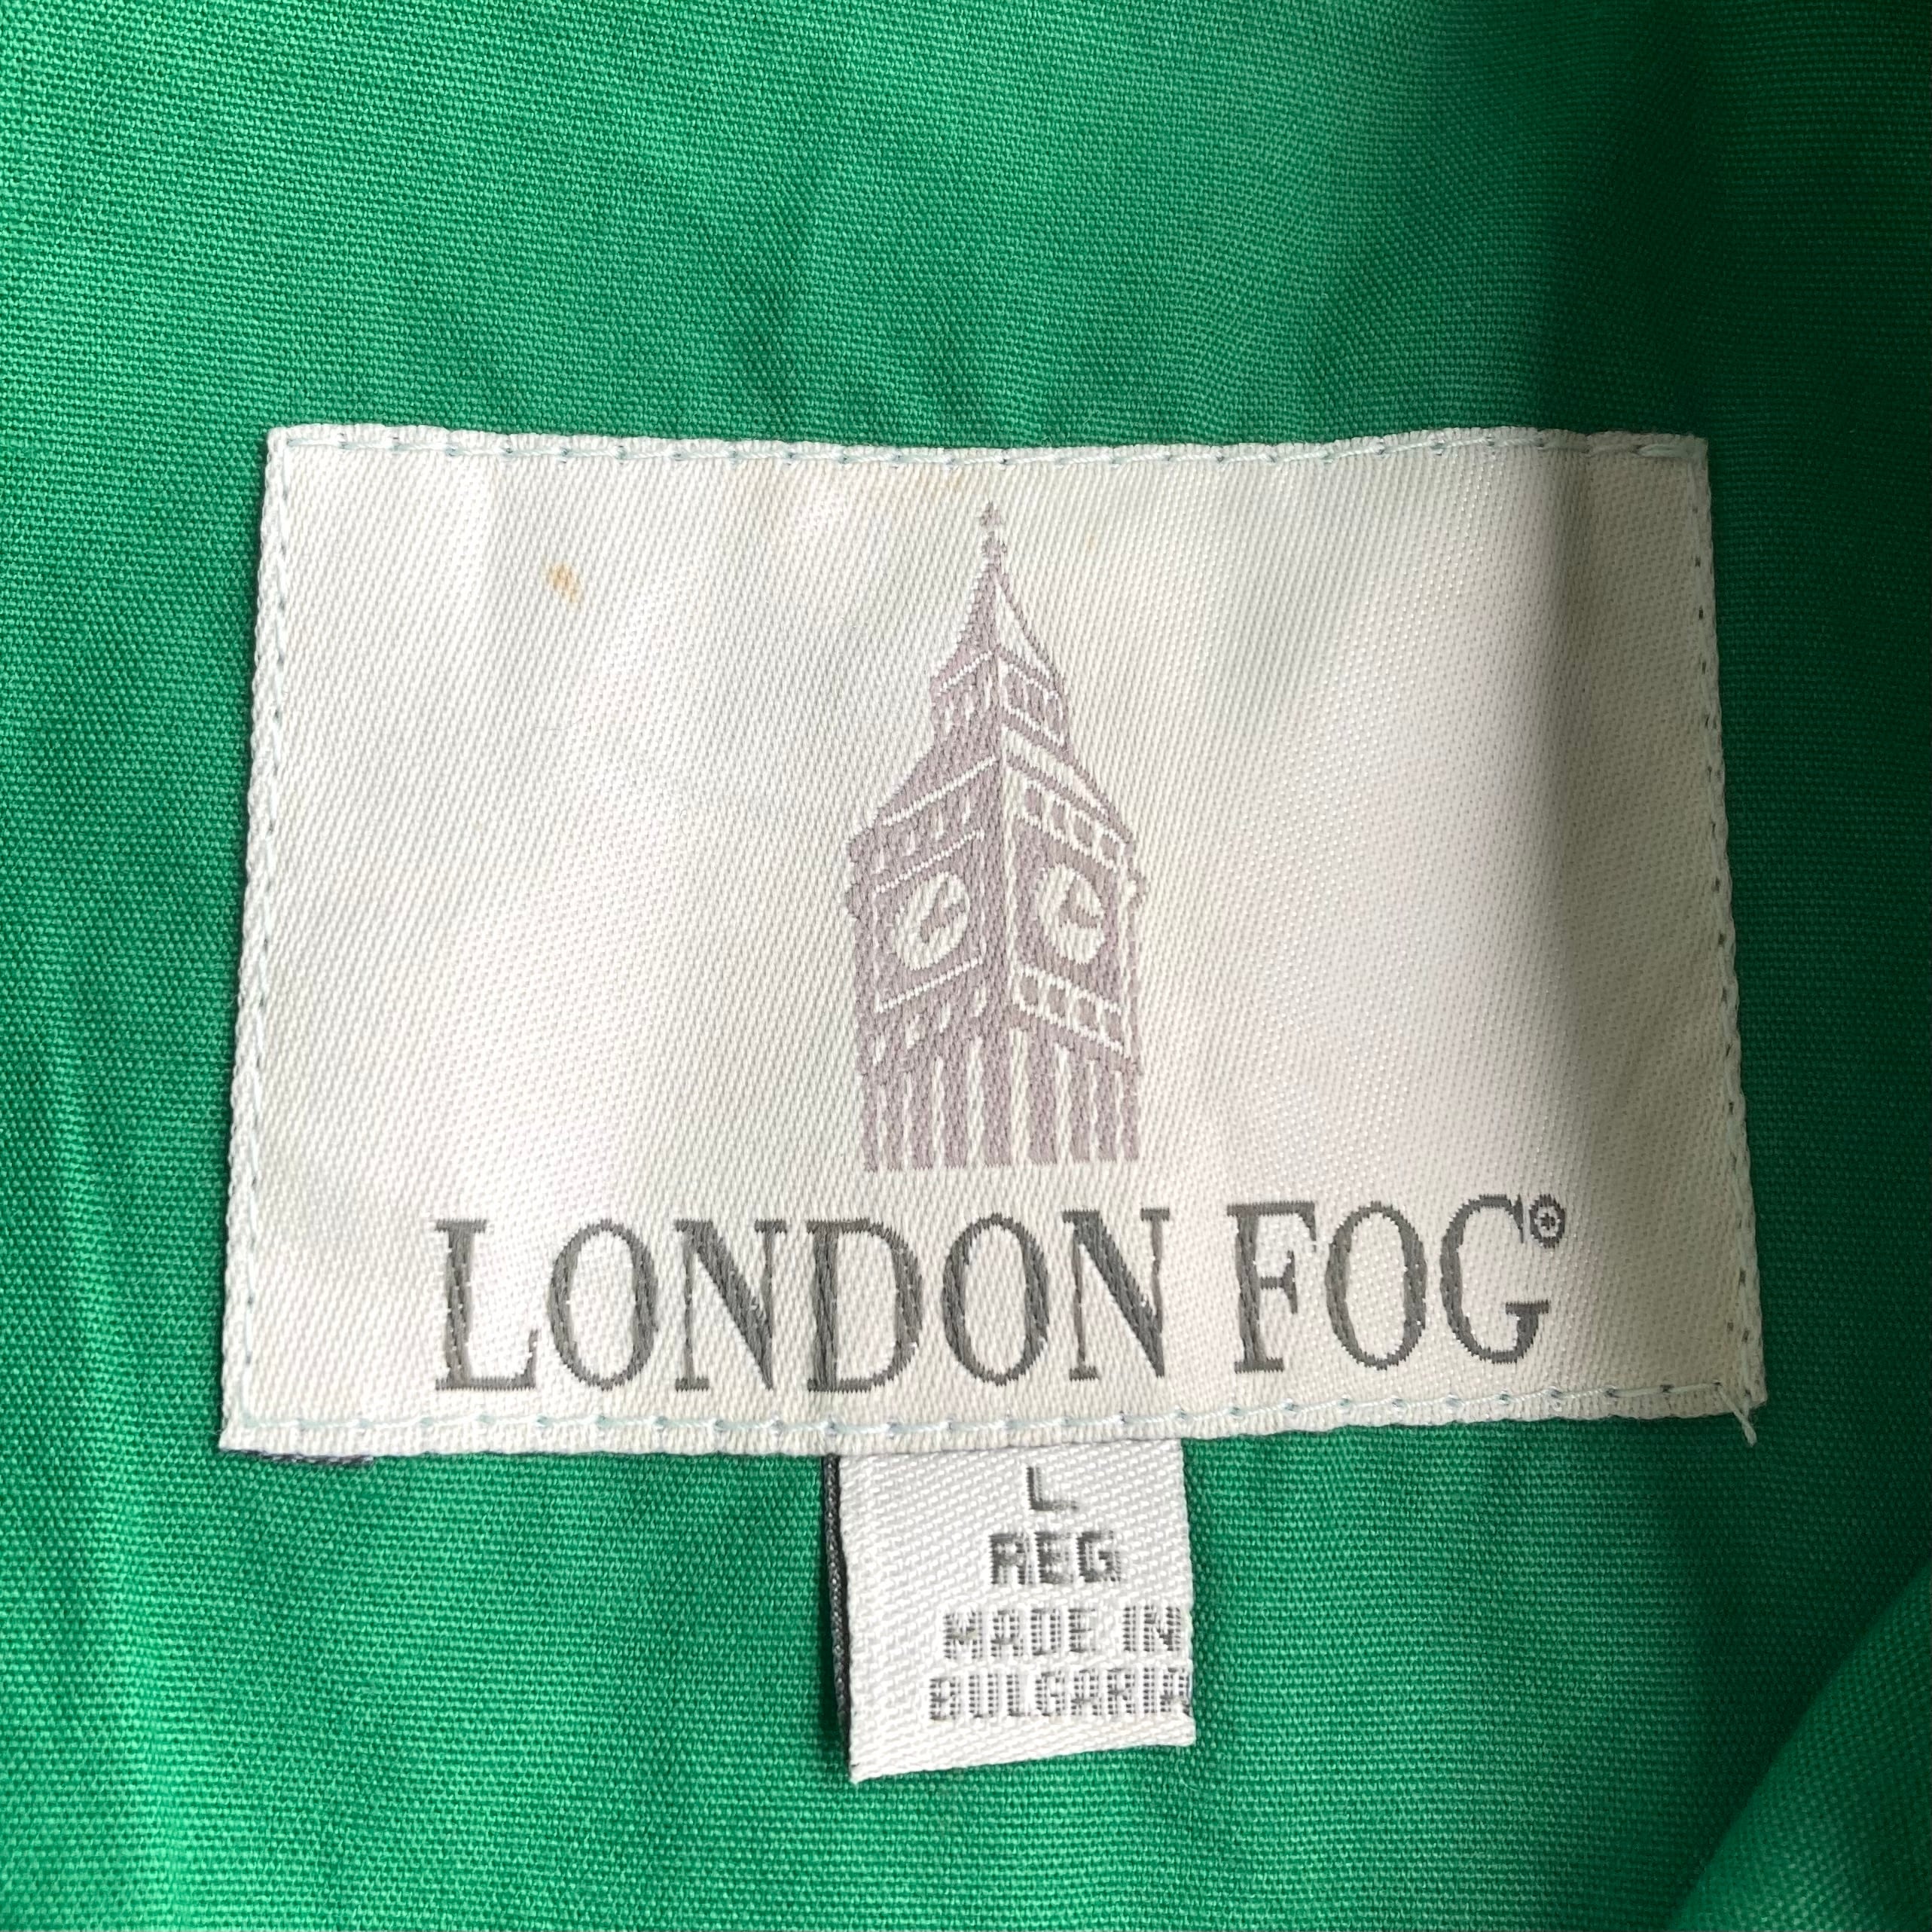 LONDON FOG®
L
REG
MADE IN
BULGARIA